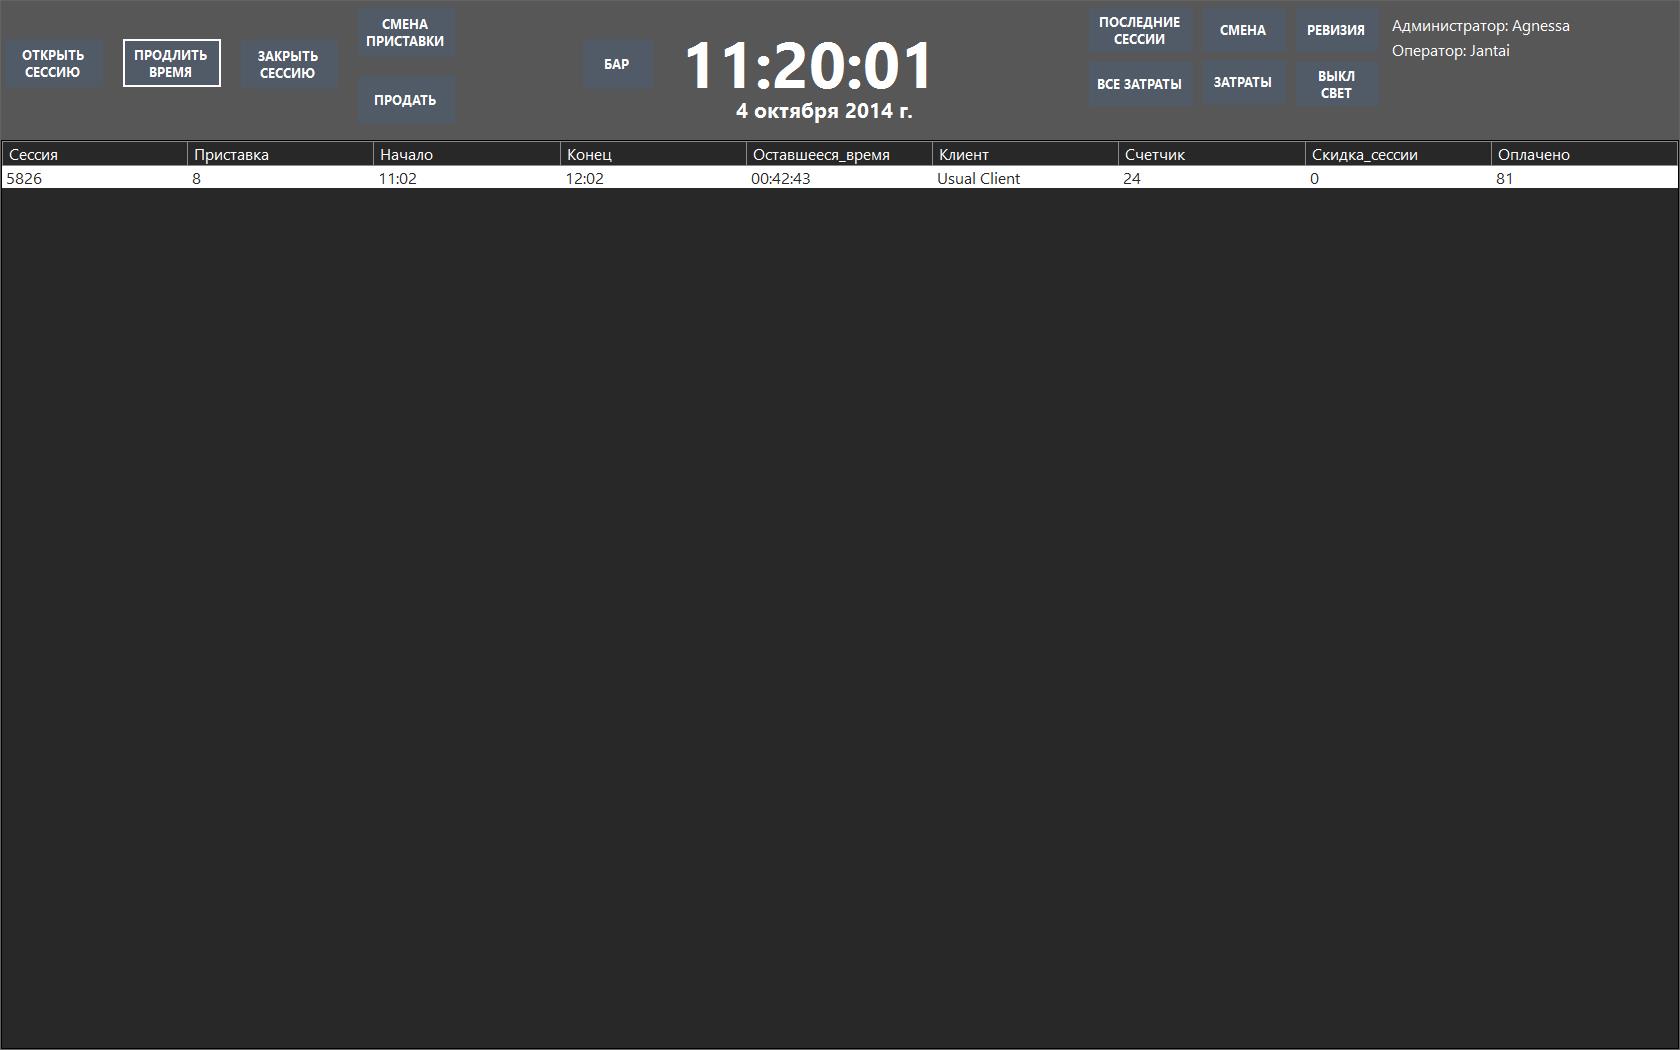 ОТКРЫТЬ
СЕССИЮ
ПРОДЛИТЬ
ВРЕМЯ
ЗАКРЫТЬ
СЕССИЮ
СМЕНА
ПРИСТАВКИ
ПРОДАТЬ
БАР
11:20:01
4 октября 2014 г.
ПОСЛЕДНИЕ
СЕССИИ
СМЕНА
РЕВИЗИЯ
ВСЕ ЗАТРАТЫ
ЗАТРАТЫ
ВЫКЛ
СВЕТ
Администратор: Agnessa
Оператор: Jantai
Сессия Приставка Начало Конец Оставшееся_время Клиент Счетчик Скидка_сессии Оплачено
5826 8 11:02 12:02 00:42:43 Usual Client 24 0 81